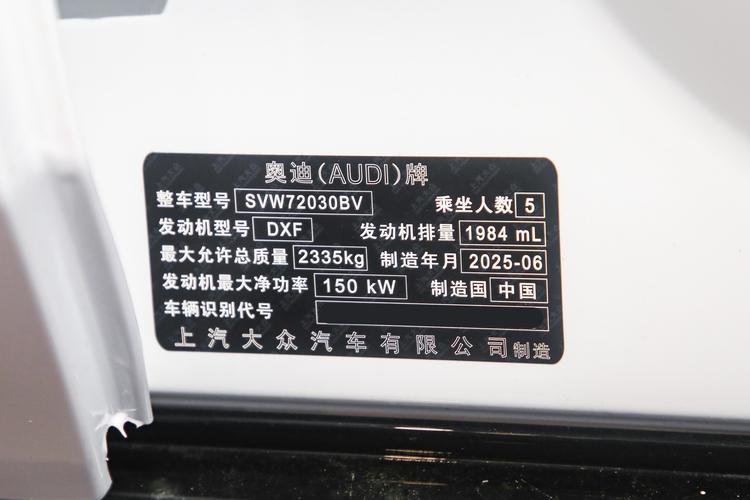 奥迪(AUDI)牌
整车型号 SVW72030BV 乘坐人数 5
发动机型号 DXF 发动机排量 1984 mL
最大允许总质量 2335kg 制造年月 2025-06
发动机最大净功率 150 kW 制造国 中国
车辆识别代号
上汽大众汽车有限公司 制造